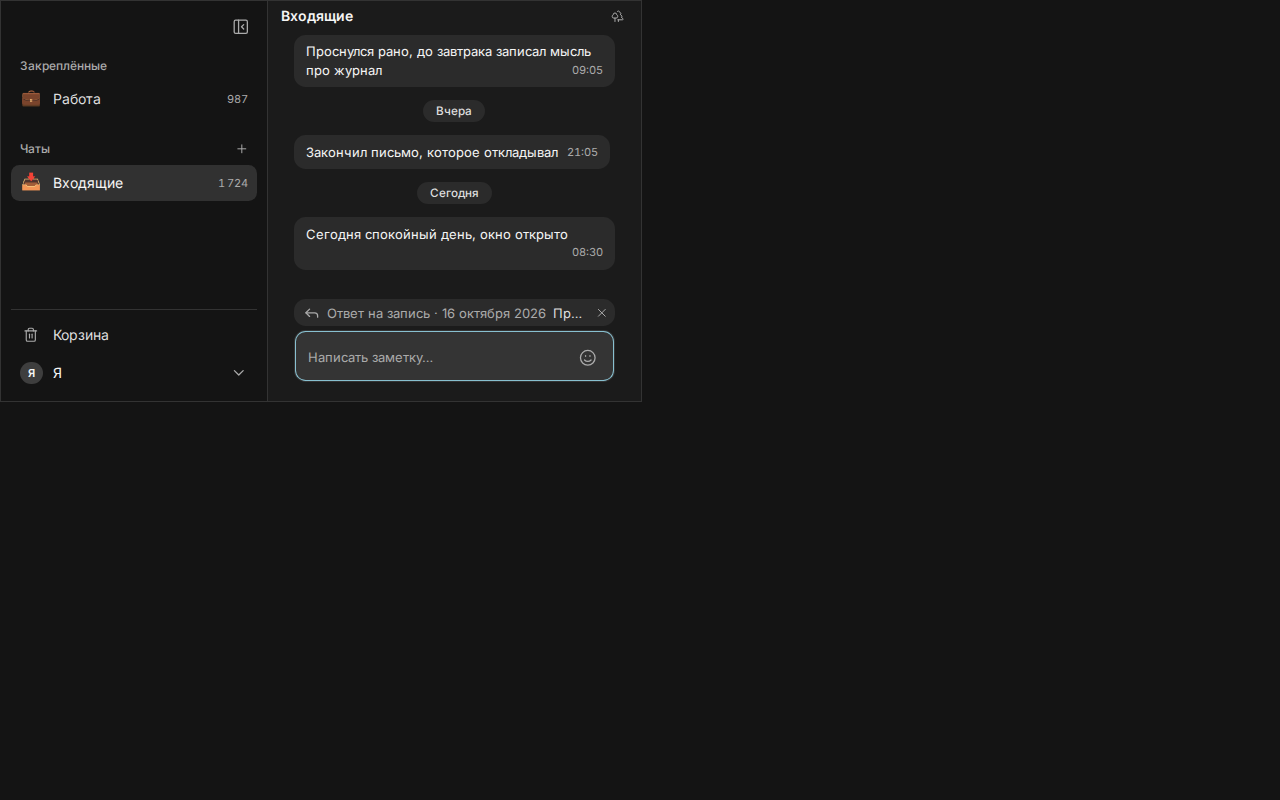 Закреплённые
Работа 987
Чаты
Входящие 1 724
Корзина
Я Я
Входящие
Проснулся рано, до завтрака записал мысль
про журнал 09:05
Вчера
Закончил письмо, которое откладывал 21:05
Сегодня
Сегодня спокойный день, окно открыто
08:30
Ответ на запись · 16 октября 2026 Пр...
Написать заметку...